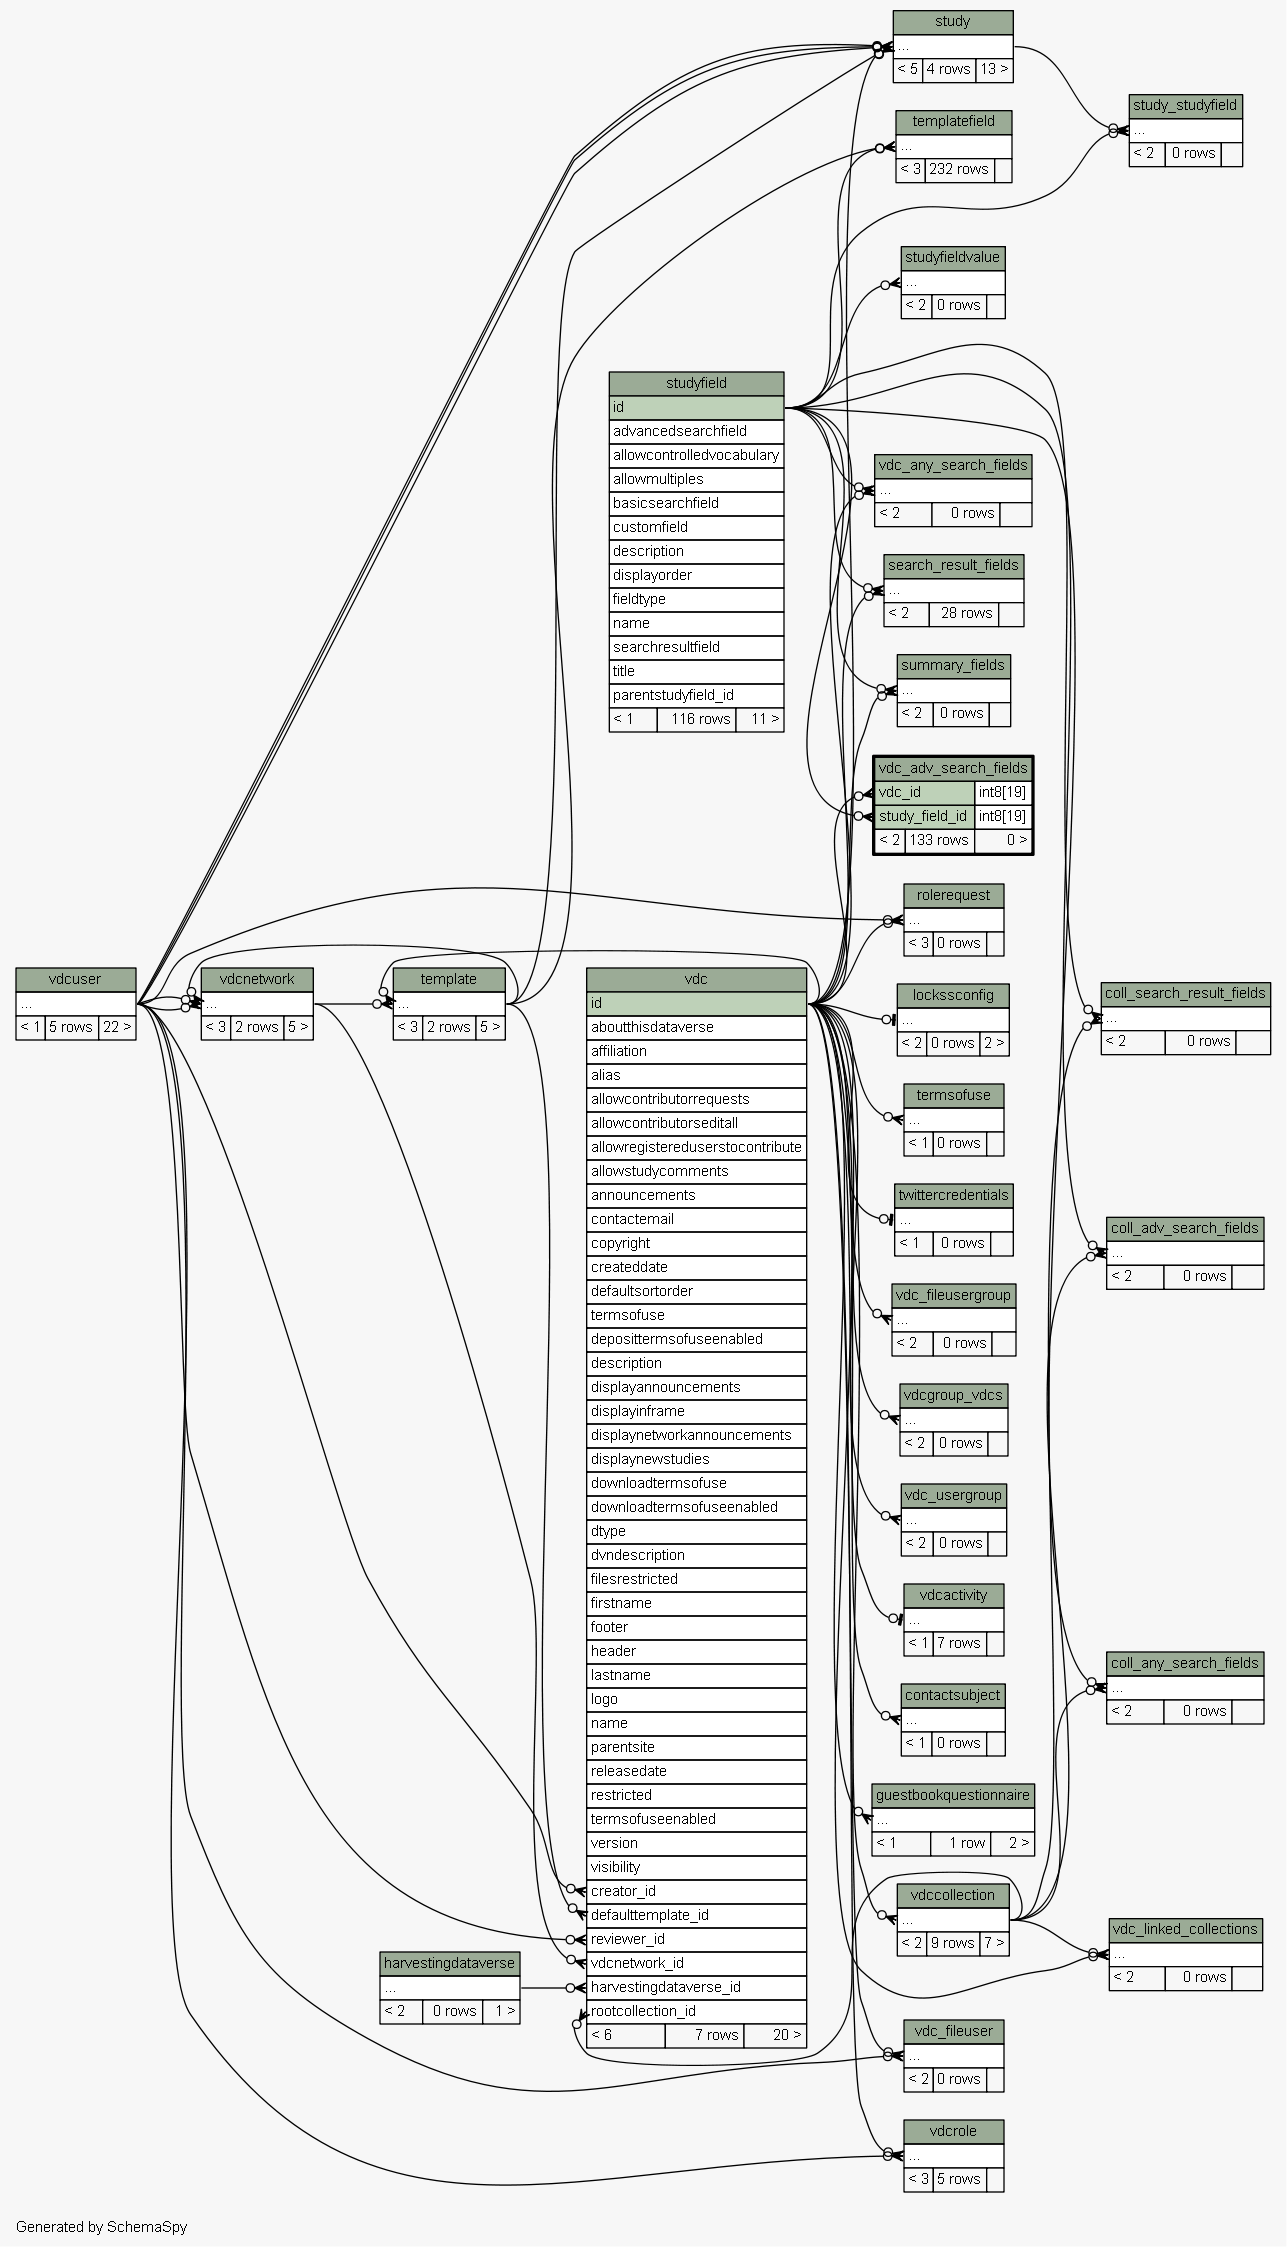 study
...
< 5 4 rows 13 >
study_studyfield
...
< 2 0 rows
templatefield
...
< 3 232 rows
studyfieldvalue
...
< 2 0 rows
studyfield
id
advancedsearchfield
allowcontrolledvocabulary
allowmultiples
basicsearchfield
customfield
description
displayorder
fieldtype
name
searchresultfield
title
parentstudyfield_id
< 1 116 rows 11 >
vdc_any_search_fields
...
< 2 0 rows
search_result_fields
...
< 2 28 rows
summary_fields
...
< 2 0 rows
vdc_adv_search_fields
vdc_id int8[19]
study_field_id int8[19]
< 2 133 rows 0 >
rolerequest
...
< 3 0 rows
vdcuser
...
< 1 5 rows 22 >
vdcnetwork
...
< 3 2 rows 5 >
template
...
< 3 2 rows 5 >
vdc
id
aboutthisdataverse
affiliation
alias
allowcontributorrequests
allowcontributorseditall
allowregistereduserstocontribute
allowstudycomments
announcements
contactemail
copyright
createddate
defaultsortorder
termsofuse
deposittermsofuseenabled
description
displayannouncements
displayinframe
displaynetworkannouncements
displaynewstudies
downloadtermsofuse
downloadtermsofuseenabled
dtype
dvndescription
filesrestricted
firstname
footer
header
lastname
logo
name
parentsite
releasedate
restricted
termsofuseenabled
version
visibility
creator_id
defaulttemplate_id
reviewer_id
vdcnetwork_id
harvestingdataverse_id
rootcollection_id
< 6 7 rows 20 >
lockssconfig
...
< 2 0 rows 2 >
coll_search_result_fields
...
< 2 0 rows
termsofuse
...
< 1 0 rows
twittercredentials
...
< 1 0 rows
coll_adv_search_fields
...
< 2 0 rows
vdc_fileusergroup
...
< 2 0 rows
vdcgroup_vdcs
...
< 2 0 rows
vdc_usergroup
...
< 2 0 rows
vdcactivity
...
< 1 7 rows
coll_any_search_fields
...
< 2 0 rows
contactsubject
...
< 1 0 rows
guestbookquestionnaire
...
< 1 1 row 2 >
vdccollection
...
< 2 9 rows 7 >
vdc_linked_collections
...
< 2 0 rows
harvestingdataverse
...
< 2 0 rows 1 >
vdc_fileuser
...
< 2 0 rows
vdcrole
...
< 3 5 rows
Generated by SchemaSpy